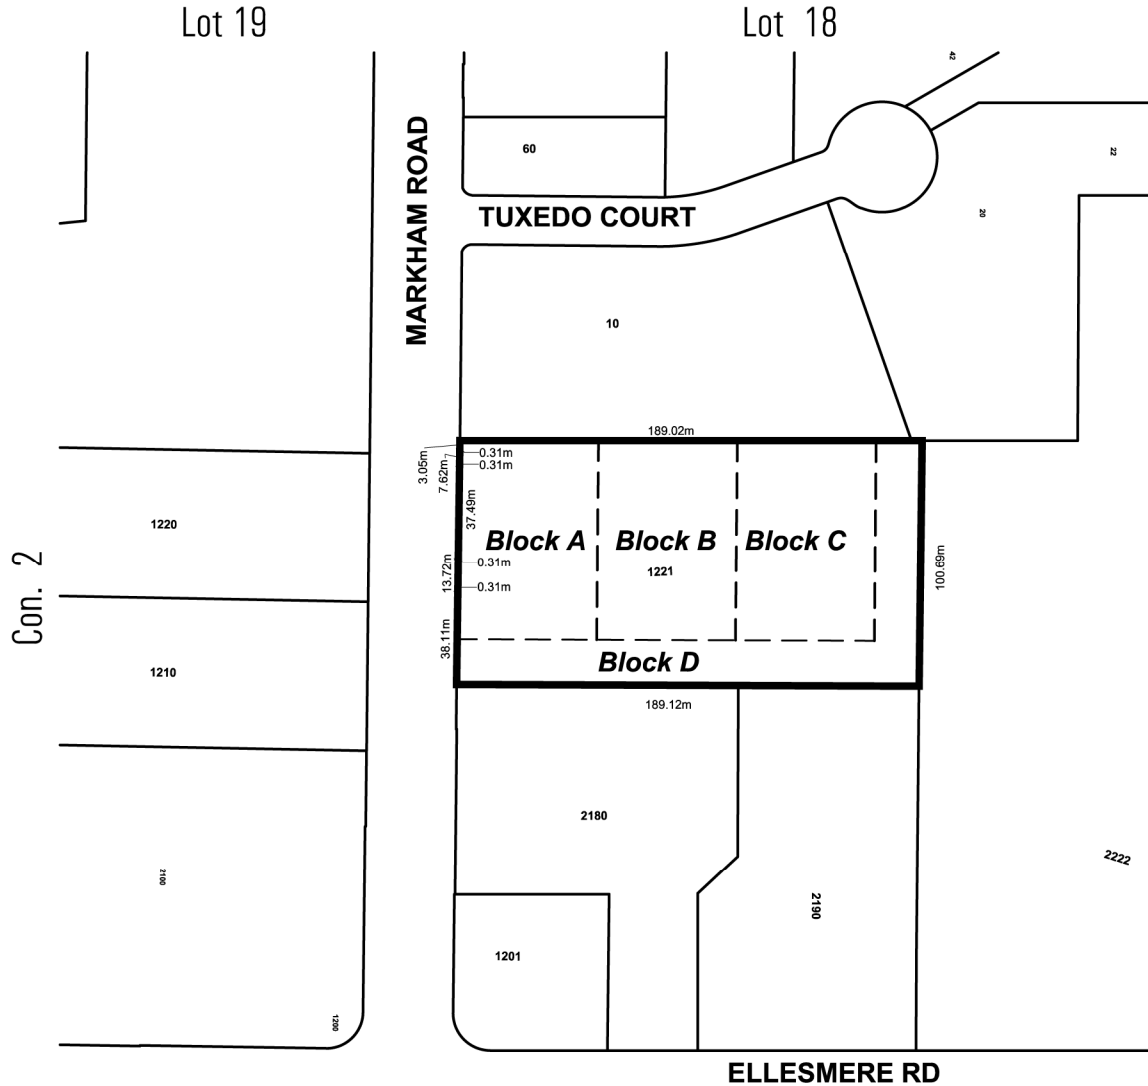 Lot 19
Lot 18
42
60
22
MARKHAM ROAD
TUXEDO COURT
20
10
189.02m
3.05m
0.31m
7.62m
0.31m
37.49m
1220
Block A
Block B
Block C
Con. 2
13.72m
0.31m
1221
100.69m
0.31m
38.11m
Block D
1210
189.12m
2180
2222
2100
2190
1201
1200
ELLESMERE RD